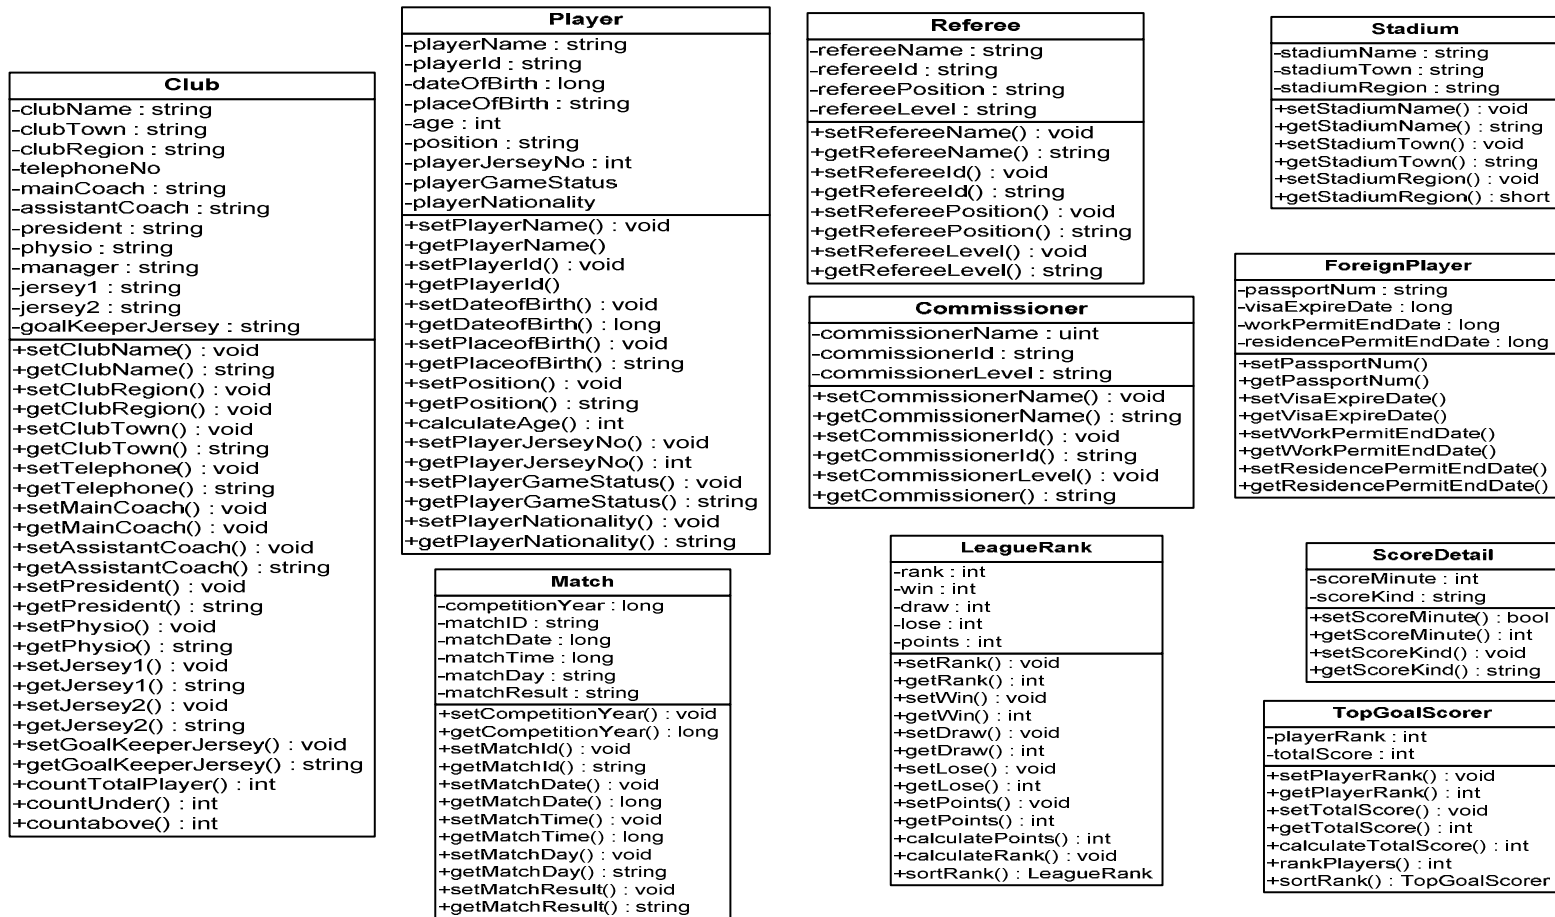 Club
-clubName : string
-clubTown : string
-clubRegion : string
-telephoneNo
-mainCoach : string
-assistantCoach : string
-president : string
-physio : string
-manager : string
-jersey1 : string
-jersey2 : string
-goalKeeperJersey : string
+setClubName() : void
+getClubName() : string
+setClubRegion() : void
+getClubRegion() : void
+setClubTown() : void
+getClubTown() : string
+setTelephone() : void
+getTelephone() : string
+setMainCoach() : void
+getMainCoach() : void
+setAssistantCoach() : void
+getAssistantCoach() : string
+setPresident() : void
+getPresident() : string
+setPhysio() : void
+getPhysio() : string
+setJersey1() : void
+getJersey1() : string
+setJersey2() : void
+getJersey2() : string
+setGoalKeeperJersey() : void
+getGoalKeeperJersey() : string
+countTotalPlayer() : int
+countUnder() : int
+countabove() : int
Player
-playerName : string
-playerId : string
-dateOfBirth : long
-placeOfBirth : string
-age : int
-position : string
-playerJerseyNo : int
-playerGameStatus
-playerNationality
+setPlayerName() : void
+getPlayerName()
+setPlayerId() : void
+getPlayerId()
+setDateofBirth() : void
+getDateofBirth() : long
+setPlaceofBirth() : void
+getPlaceofBirth() : string
+setPosition() : void
+getPosition() : string
+calculateAge() : int
+setPlayerJerseyNo() : void
+getPlayerJerseyNo() : int
+setPlayerGameStatus() : void
+getPlayerGameStatus() : string
+setPlayerNationality() : void
+getPlayerNationality() : string
Match
-competitionYear : long
-matchID : string
-matchDate : long
-matchTime : long
-matchDay : string
-matchResult : string
+setCompetitionYear() : void
+getCompetitionYear() : long
+setMatchId() : void
+getMatchId() : string
+setMatchDate() : void
+getMatchDate() : long
+setMatchTime() : void
+getMatchTime() : long
+setMatchDay() : void
+getMatchDay() : string
+setMatchResult() : void
+getMatchResult() : string
Referee
-refereeName : string
-refereeId : string
-refereePosition : string
-refereeLevel : string
+setRefereeName() : void
+getRefereeName() : string
+setRefereeId() : void
+getRefereeId() : string
+setRefereePosition() : void
+getRefereePosition() : string
+setRefereeLevel() : void
+getRefereeLevel() : string
Commissioner
-commissionerName : uint
-commissionerId : string
-commissionerLevel : string
+setCommissionerName() : void
+getCommissionerName() : string
+setCommissionerId() : void
+getCommissionerId() : string
+setCommissionerLevel() : void
+getCommissioner() : string
LeagueRank
-rank : int
-win : int
-draw : int
-lose : int
-points : int
+setRank() : void
+getRank() : int
+setWin() : void
+getWin() : int
+setDraw() : void
+getDraw() : int
+setLose() : void
+getLose() : int
+setPoints() : void
+getPoints() : int
+calculatePoints() : int
+calculateRank() : void
+sortRank() : LeagueRank
Stadium
-stadiumName : string
-stadiumTown : string
-stadiumRegion : string
+setStadiumName() : void
+getStadiumName() : string
+setStadiumTown() : void
+getStadiumTown() : string
+setStadiumRegion() : void
+getStadiumRegion() : short
ForeignPlayer
-passportNum : string
-visaExpireDate : long
-workPermitEndDate : long
-residencePermitEndDate : long
+setPassportNum()
+getPassportNum()
+setVisaExpireDate()
+getVisaExpireDate()
+setWorkPermitEndDate()
+getWorkPermitEndDate()
+setResidencePermitEndDate()
+getResidencePermitEndDate()
ScoreDetail
-scoreMinute : int
-scoreKind : string
+setScoreMinute() : bool
+getScoreMinute() : int
+setScoreKind() : void
+getScoreKind() : string
TopGoalScorer
-playerRank : int
-totalScore : int
+setPlayerRank() : void
+getPlayerRank() : int
+setTotalScore() : void
+getTotalScore() : int
+calculateTotalScore() : int
+rankPlayers() : int
+sortRank() : TopGoalScorer